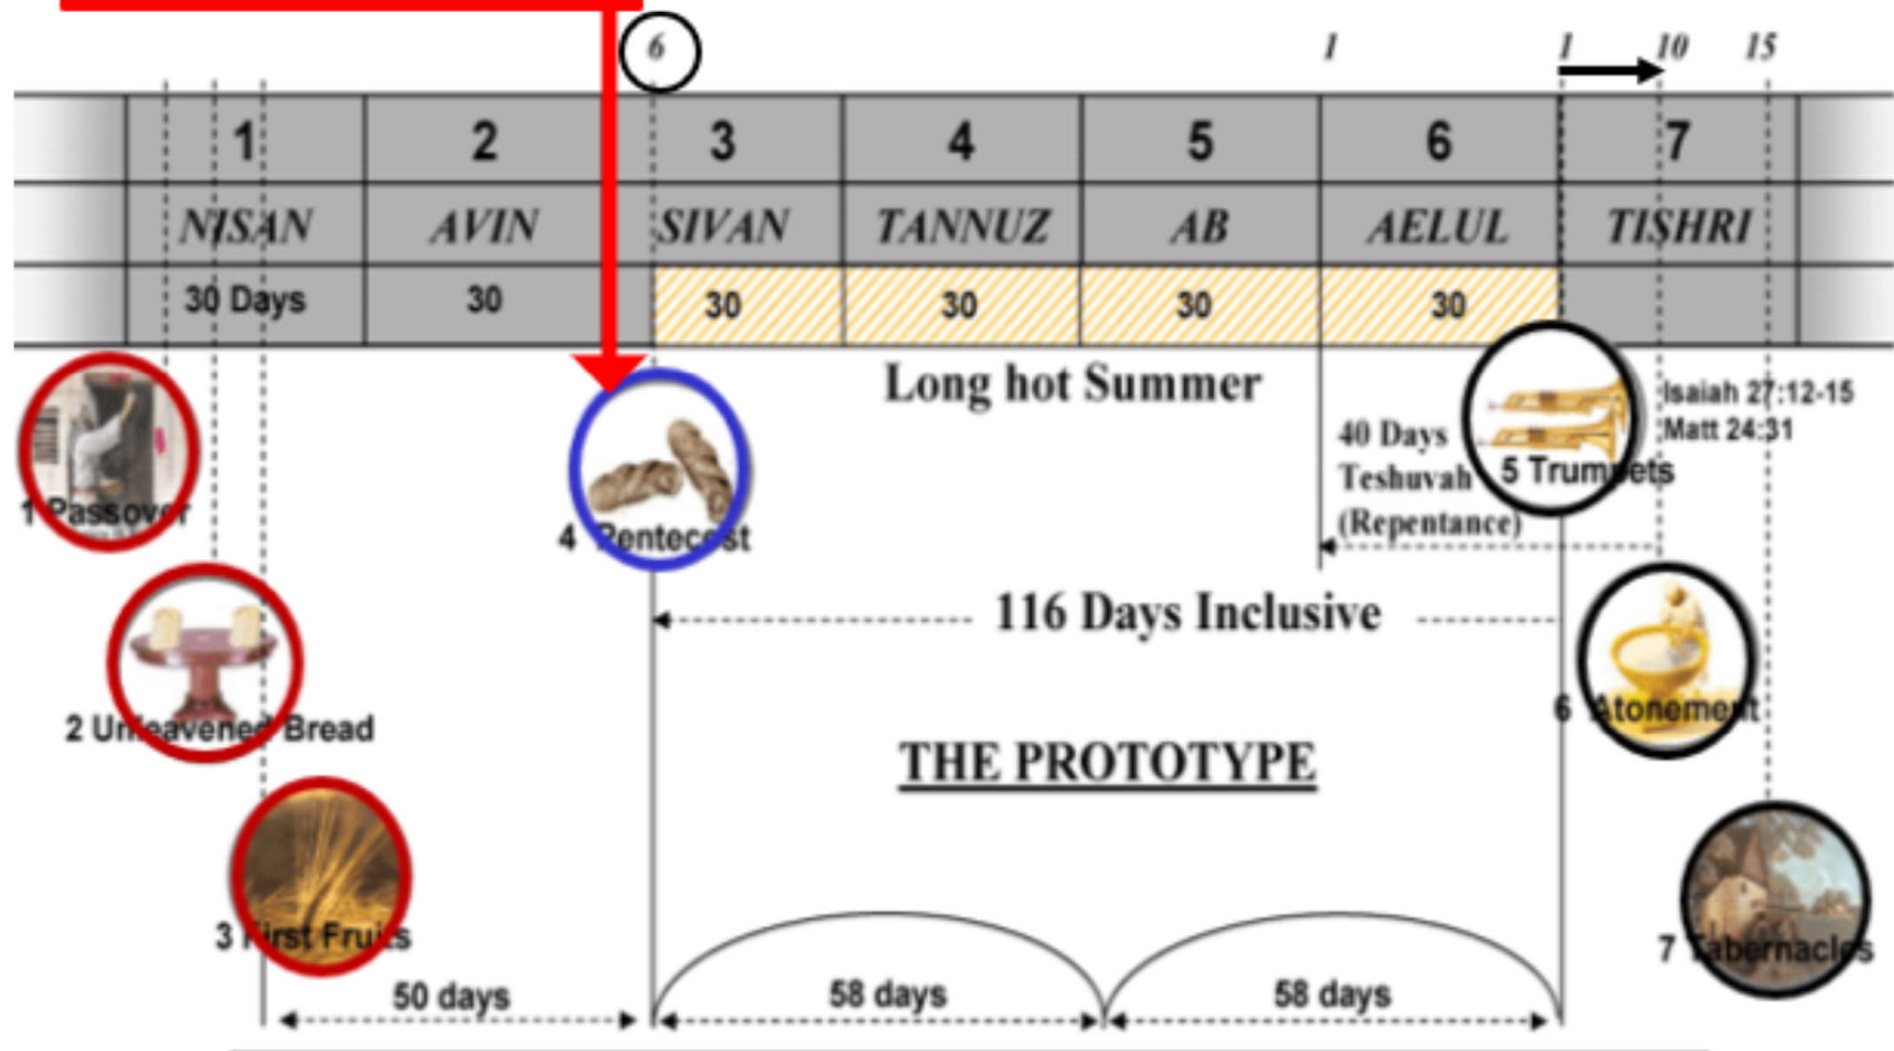 6 1 1 10 15
1 2 3 4 5 6 7
NISAN AVIN SIVAN TANNUZ AB AELUL TISHRI
30 Days 30 30 30 30 30
Long hot Summer
Isaiah 27:12-15
Matt 24:31
40 Days
Teshuvah
(Repentance)
5 Trumpets
1 Passover
4 Pentecost
116 Days Inclusive
6 Atonement
2 Unleavened Bread
THE PROTOTYPE
3 First Fruits
7 Tabernacles
50 days 58 days 58 days